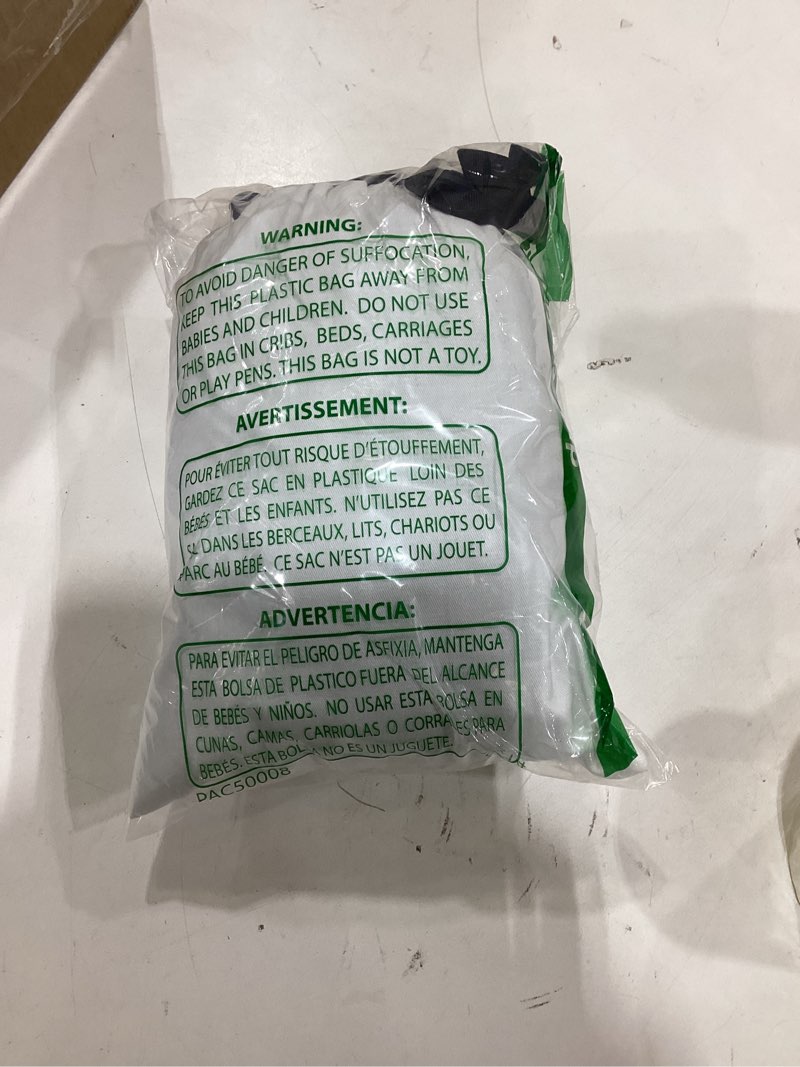 WARNING:
TO AVOID DANGER OF SUFFOCATION,
KEEP THIS PLASTIC BAG AWAY FROM
BABIES AND CHILDREN. DO NOT USE
THIS BAG IN CRIBS, BEDS, CARRIAGES
OR PLAY PENS. THIS BAG IS NOT A TOY.
AVERTISSEMENT:
POUR ÉVITER TOUT RISQUE D'ÉTOUFFEMENT,
GARDEZ CE SAC EN PLASTIQUE LOIN DES
BÉBÉS ET LES ENFANTS. N'UTILISEZ PAS CE
SAC DANS LES BERCEAUX, LITS, CHARIOTS OU
PARC AU BÉBÉ. CE SAC N'EST PAS UN JOUET.
ADVERTENCIA:
PARA EVITAR EL PELIGRO DE ASFIXIA, MANTENGA
ESTA BOLSA DE PLASTICO FUERA DEL ALCANCE
DE BEBÉS Y NIÑOS. NO USAR ESTA BOLSA EN
CUNAS, CAMAS, CARRIOLAS O CORRALES PARA
BEBÉS. ESTA BOLSA NO ES UN JUGUETE.
DAC50008